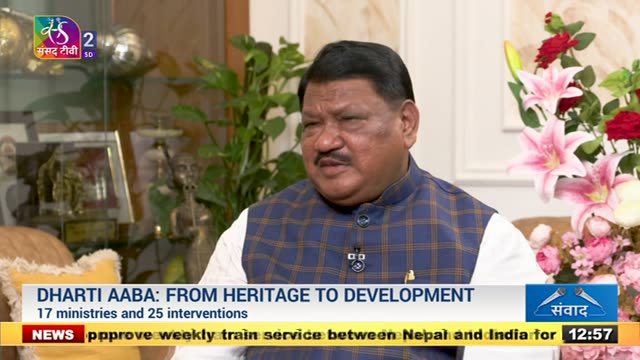 संसद टीवी
2
SD
DHARTI AABA: FROM HERITAGE TO DEVELOPMENT
17 ministries and 25 interventions
संवाद
NEWS
pprove weekly train service between Nepal and India for
12:57